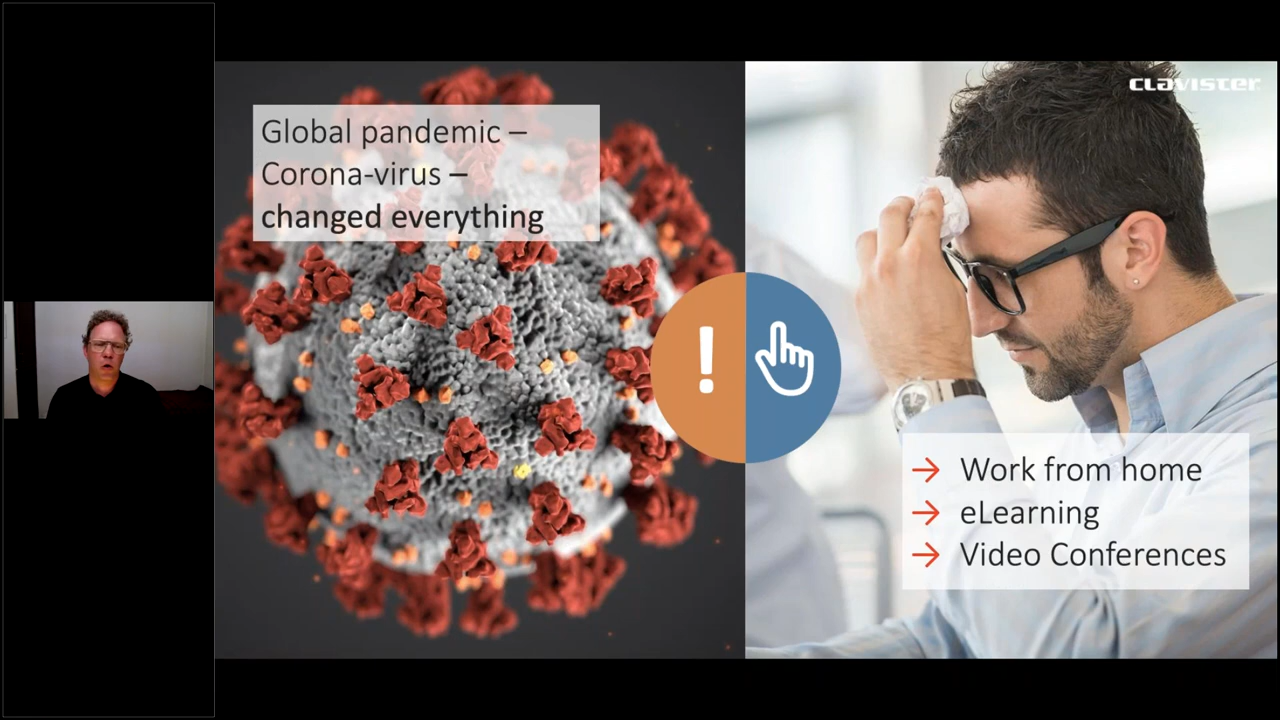 Global pandemic –
Corona-virus –
changed everything
CLAVISTER
!
→ Work from home
→ eLearning
→ Video Conferences